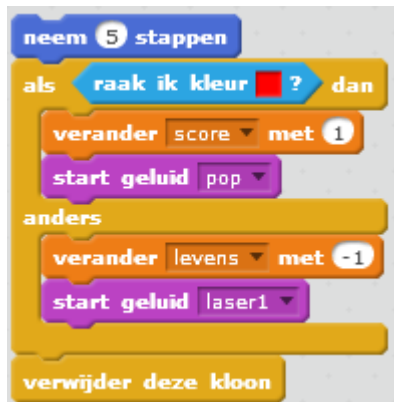 neem 5 stappen
als raak ik kleur ? dan
verander score met 1
start geluid pop
anders
verander levens met -1
start geluid laser1
verwijder deze kloon